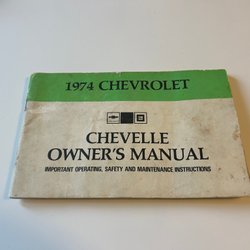 1974 CHEVROLET
CHEVELLE
OWNER'S MANUAL
IMPORTANT OPERATING, SAFETY AND MAINTENANCE INSTRUCTIONS